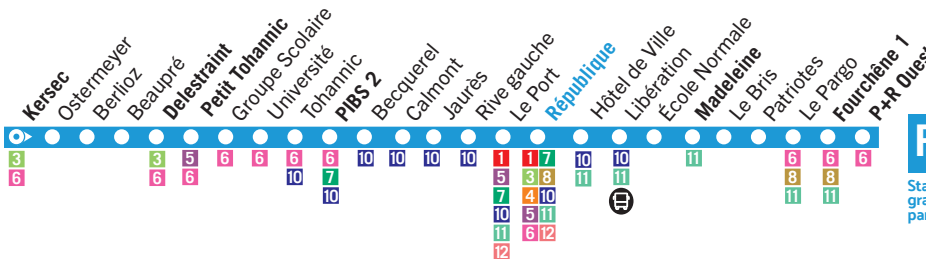 Kersec
Ostermeyer
Berlioz
Beaupré
Delestraint
Petit Tohannic
Groupe Scolaire
Université
Tohannic
PIBS 2
Becquerel
Calmont
Jaurès
Rive gauche
Le Port
République
Hôtel de Ville
Libération
École Normale
Madeleine
Le Bris
Patriotes
Le Pargo
Fourchêne 1
P+R Ouest
3 3 5 6 6 6 6 10 10 10 10 1 1 7 10 10 11 6 6 6
6 6 6 10 7 5 3 8 11 11 8 8
10 7 4 10 11 11
10 5 11
11 6 12
12
P
Sta
gra
par